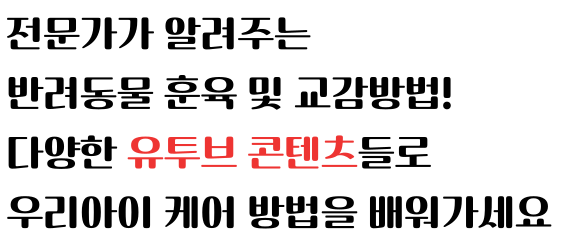 전문가가 알려주는
반려동물 훈육 및 교감방법!
다양한 유투브 콘텐츠들로
우리아이 케어 방법을 배워가세요